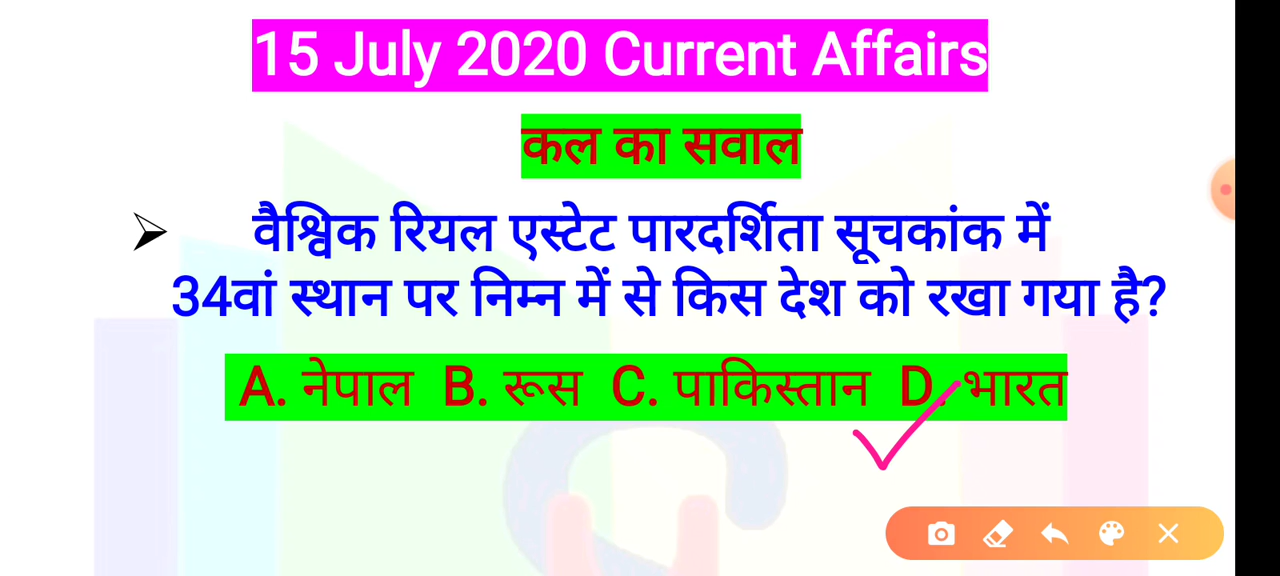 15 July 2020 Current Affairs
कल का सवाल
वैश्विक रियल एस्टेट पारदर्शिता सूचकांक में
34वां स्थान पर निम्न में से किस देश को रखा गया है?
A. नेपाल B. रूस C. पाकिस्तान D. भारत